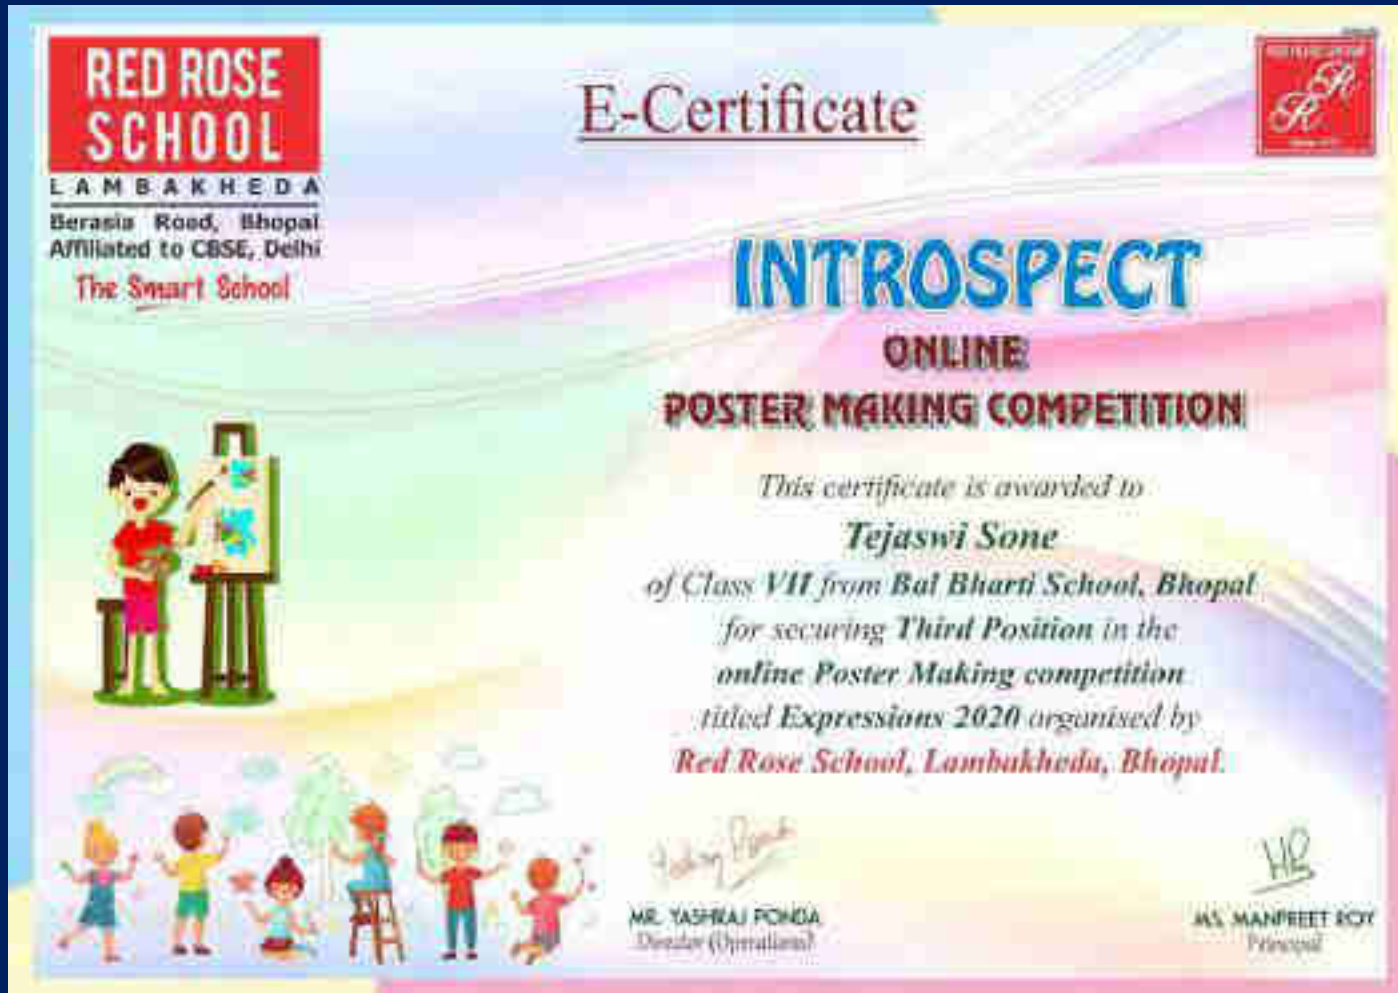 RED ROSE
SCHOOL
LAMBAKHEDA
Berasia Road, Bhopal
Affiliated to CBSE, Delhi
The Smart School
E-Certificate
INTROSPECT
ONLINE
POSTER MAKING COMPETITION
This certificate is awarded to
Tejaswi Sone
of Class VII from Bal Bharti School, Bhopal
for securing Third Position in the
online Poster Making competition
titled Expressions 2020 organised by
Red Rose School, Lambakheda, Bhopal.
MR. YASHRAJ PONDA
Director (Operations)
MS. MANPREET ROY
Principal